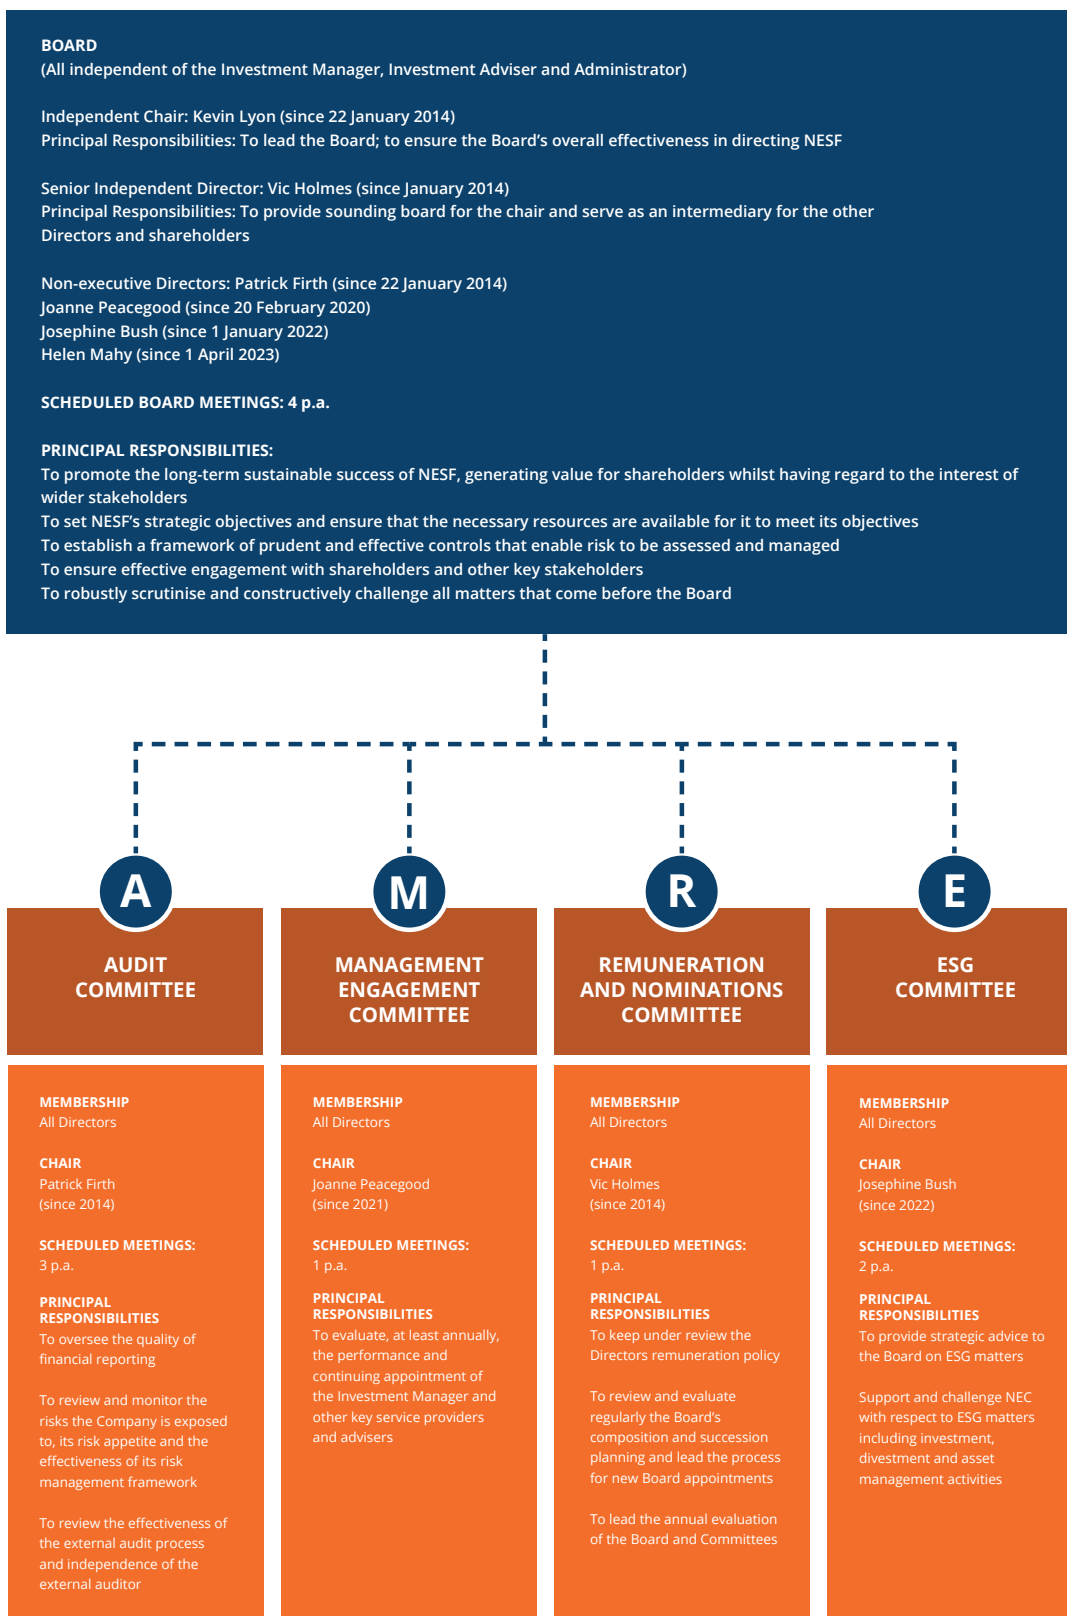 BOARD
(All independent of the Investment Manager, Investment Adviser and Administrator)
Independent Chair: Kevin Lyon (since 22 January 2014)
Principal Responsibilities: To lead the Board; to ensure the Board's overall effectiveness in directing NESF
Senior Independent Director: Vic Holmes (since January 2014)
Principal Responsibilities: To provide sounding board for the chair and serve as an intermediary for the other
Directors and shareholders
Non-executive Directors: Patrick Firth (since 22 January 2014)
Joanne Peacegood (since 20 February 2020)
Josephine Bush (since 1 January 2022)
Helen Mahy (since 1 April 2023)
SCHEDULED BOARD MEETINGS: 4 p.a.
PRINCIPAL RESPONSIBILITIES:
To promote the long-term sustainable success of NESF, generating value for shareholders whilst having regard to the interest of
wider stakeholders
To set NESF's strategic objectives and ensure that the necessary resources are available for it to meet its objectives
To establish a framework of prudent and effective controls that enable risk to be assessed and managed
To ensure effective engagement with shareholders and other key stakeholders
To robustly scrutinise and constructively challenge all matters that come before the Board
A
AUDIT
COMMITTEE
MEMBERSHIP
All Directors
CHAIR
Patrick Firth
(since 2014)
SCHEDULED MEETINGS:
3 p.a.
PRINCIPAL
RESPONSIBILITIES
To oversee the quality of
financial reporting
To review and monitor the
risks the Company is exposed
to, its risk appetite and the
effectiveness of its risk
management framework
To review the effectiveness of
the external audit process
and independence of the
external auditor
M
MANAGEMENT
ENGAGEMENT
COMMITTEE
MEMBERSHIP
All Directors
CHAIR
Joanne Peacegood
(since 2021)
SCHEDULED MEETINGS:
1 p.a.
PRINCIPAL
RESPONSIBILITIES
To evaluate, at least annually,
the performance and
continuing appointment of
the Investment Manager and
other key service providers
and advisers
R
REMUNERATION
AND NOMINATIONS
COMMITTEE
MEMBERSHIP
All Directors
CHAIR
Vic Holmes
(since 2014)
SCHEDULED MEETINGS:
1 p.a.
PRINCIPAL
RESPONSIBILITIES
To keep under review the
Directors remuneration policy
To review and evaluate
regularly the Board's
composition and succession
planning and lead the process
for new Board appointments
To lead the annual evaluation
of the Board and Committees
E
ESG
COMMITTEE
MEMBERSHIP
All Directors
CHAIR
Josephine Bush
(since 2022)
SCHEDULED MEETINGS:
2 p.a.
PRINCIPAL
RESPONSIBILITIES
To provide strategic advice to
the Board on ESG matters
Support and challenge NEC
with respect to ESG matters
including investment,
divestment and asset
management activities